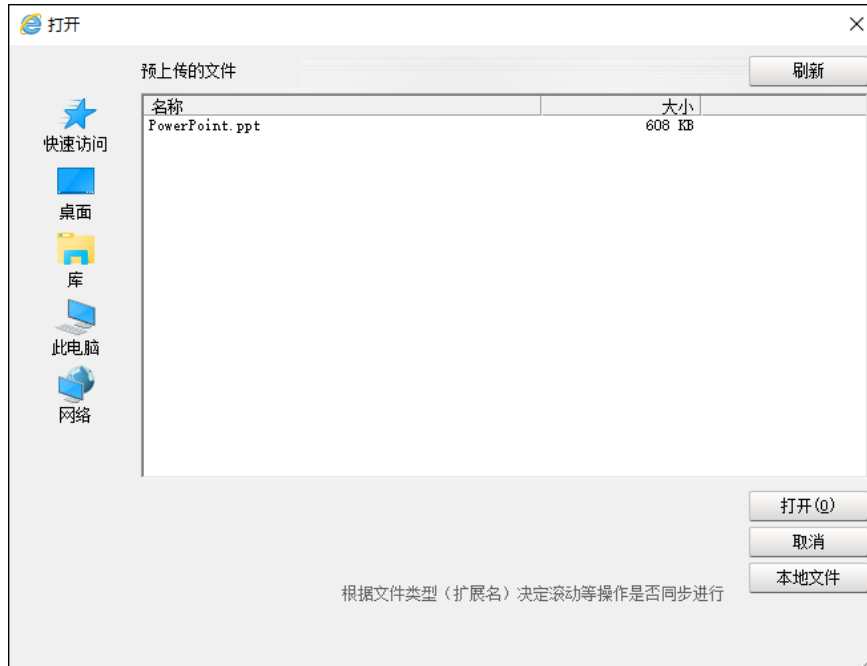 打开
预上传的文件
刷新
名称 大小
PowerPoint.ppt 608 KB
快速访问
桌面
库
此电脑
网络
打开(O)
取消
本地文件
根据文件类型（扩展名）决定滚动等操作是否同步进行